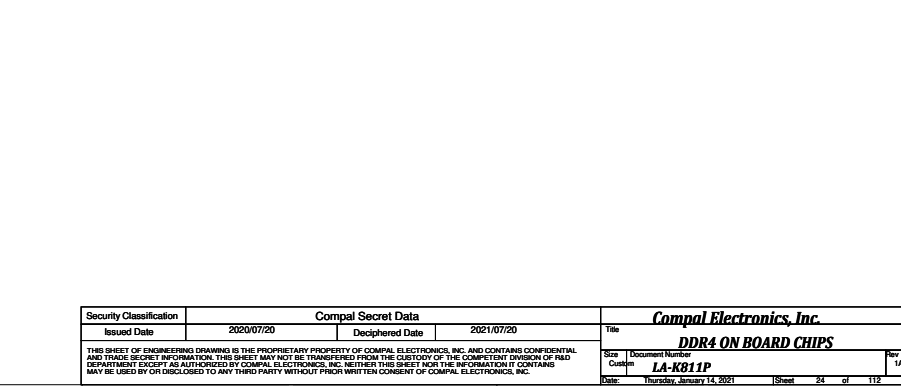 Security Classification
Compal Secret Data
Issued Date
2020/07/20
Deciphered Date
2021/07/20
THIS SHEET OF ENGINEERING DRAWING IS THE PROPRIETARY PROPERTY OF COMPAL ELECTRONICS, INC. AND CONTAINS CONFIDENTIAL
AND TRADE SECRET INFORMATION. THIS SHEET MAY NOT BE TRANSFERED FROM THE CUSTODY OF THE COMPETENT DIVISION OF R&D
DEPARTMENT EXCEPT AS AUTHORIZED BY COMPAL ELECTRONICS, INC. NEITHER THIS SHEET NOR THE INFORMATION IT CONTAINS
MAY BE USED BY OR DISCLOSED TO ANY THIRD PARTY WITHOUT PRIOR WRITTEN CONSENT OF COMPAL ELECTRONICS, INC.
Compal Electronics, Inc.
Title
DDR4 ON BOARD CHIPS
Size
Document Number
Rev
Custom
LA-K811P
Date:
Thursday, January 14, 2021
Sheet
24
of
112